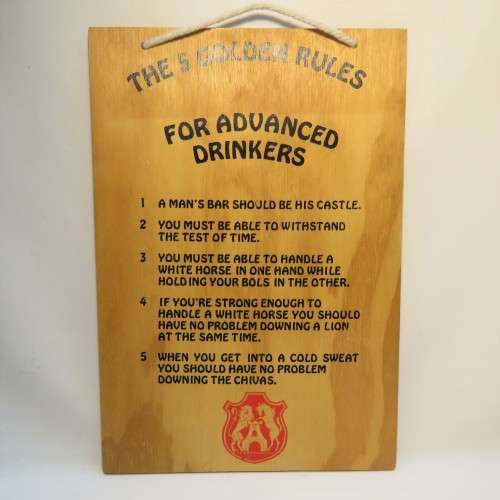 THE 5 GOLDEN RULES
FOR ADVANCED
DRINKERS
1 A MAN'S BAR SHOULD BE HIS CASTLE.
2 YOU MUST BE ABLE TO WITHSTAND
THE TEST OF TIME.
3 YOU MUST BE ABLE TO HANDLE A
WHITE HORSE IN ONE HAND WHILE
HOLDING YOUR BOLS IN THE OTHER.
4 IF YOU'RE STRONG ENOUGH TO
HANDLE A WHITE HORSE YOU SHOULD
HAVE NO PROBLEM DOWNING A LION
AT THE SAME TIME.
5 WHEN YOU GET INTO A COLD SWEAT
YOU SHOULD HAVE NO PROBLEM
DOWNING THE CHIVAS.